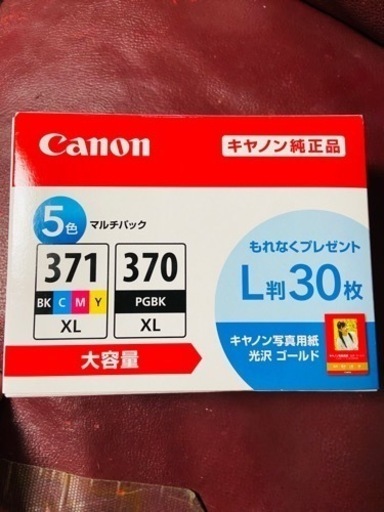 Canon
キヤノン純正品
5色
マルチパック
371
BK C M Y
XL
370
PGBK
XL
大容量
もれなくプレゼント
L判30枚
キヤノン写真用紙
光沢 ゴールド